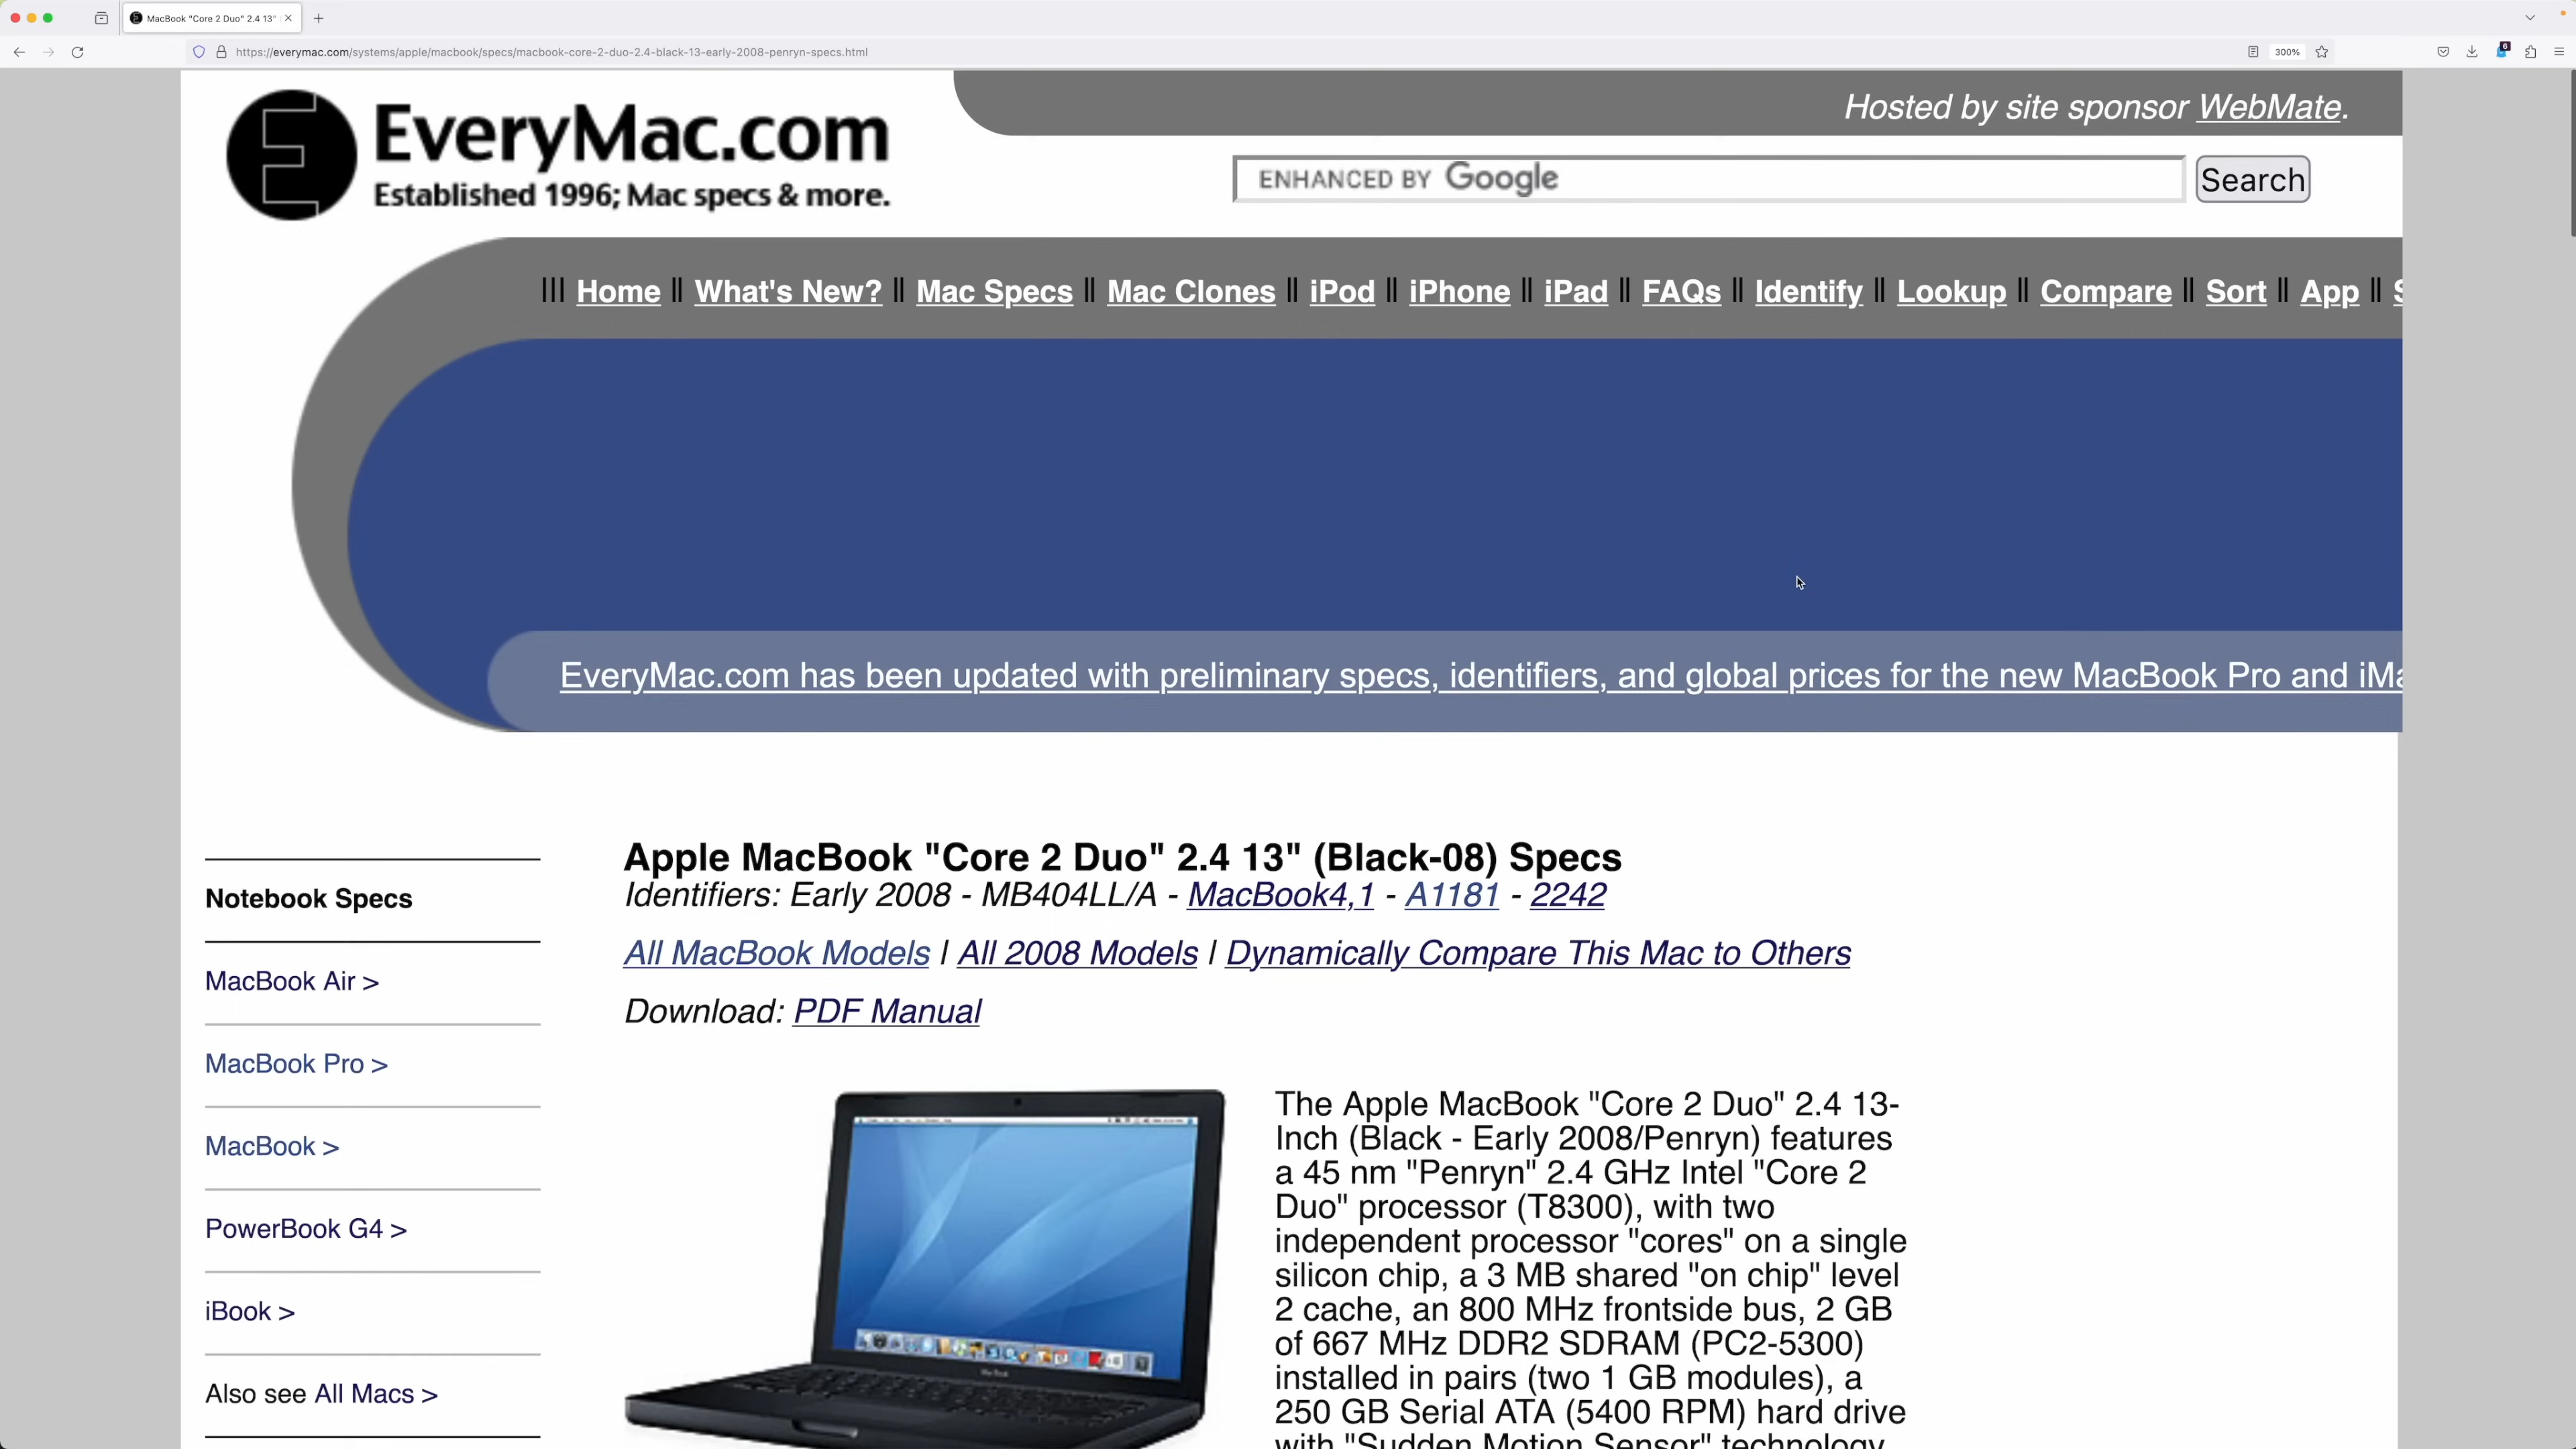 MacBook "Core 2 Duo" 2.4 13"
https://everymac.com/systems/apple/macbook/specs/macbook-core-2-duo-2.4-black-13-early-2008-penryn-specs.html
300%
6
EveryMac.com
Established 1996; Mac specs & more.
Hosted by site sponsor WebMate.
ENHANCED BY Google
Search
||| Home || What's New? || Mac Specs || Mac Clones || iPod || iPhone || iPad || FAQs || Identify || Lookup || Compare || Sort || App || S
EveryMac.com has been updated with preliminary specs, identifiers, and global prices for the new MacBook Pro and iMa
Notebook Specs
MacBook Air >
MacBook Pro >
MacBook >
PowerBook G4 >
iBook >
Also see All Macs >
Apple MacBook "Core 2 Duo" 2.4 13" (Black-08) Specs
Identifiers: Early 2008 - MB404LL/A - MacBook4,1 - A1181 - 2242
All MacBook Models | All 2008 Models | Dynamically Compare This Mac to Others
Download: PDF Manual
The Apple MacBook "Core 2 Duo" 2.4 13-
Inch (Black - Early 2008/Penryn) features
a 45 nm "Penryn" 2.4 GHz Intel "Core 2
Duo" processor (T8300), with two
independent processor "cores" on a single
silicon chip, a 3 MB shared "on chip" level
2 cache, an 800 MHz frontside bus, 2 GB
of 667 MHz DDR2 SDRAM (PC2-5300)
installed in pairs (two 1 GB modules), a
250 GB Serial ATA (5400 RPM) hard drive
with "Sudden Motion Sensor" technology,